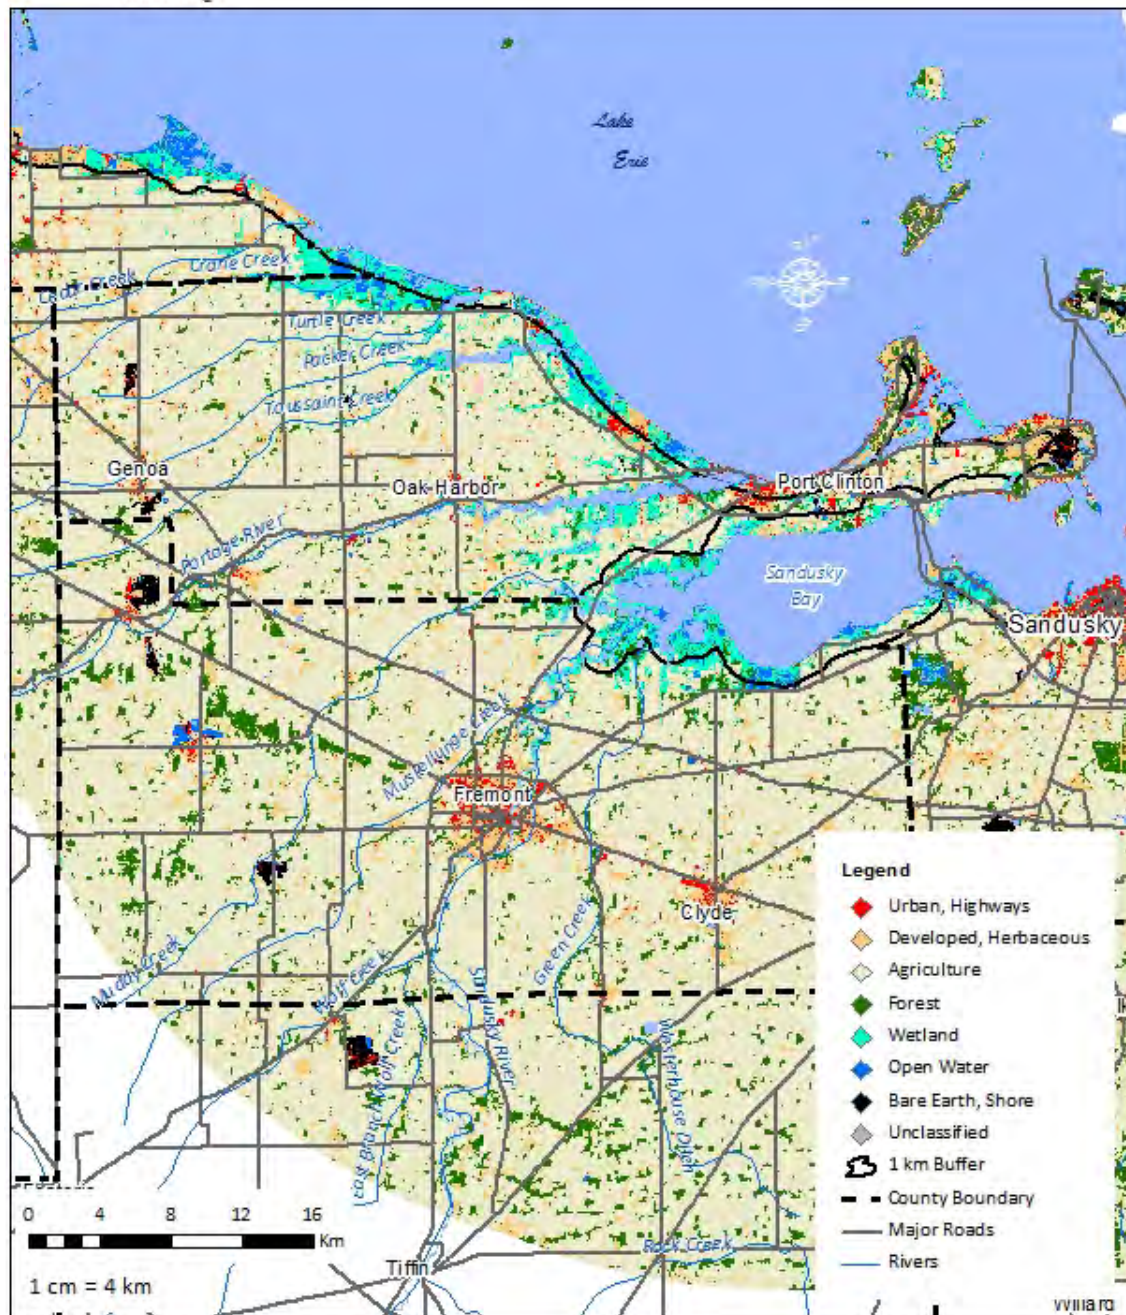 Lake
Erie
Crane Creek
Cedar Creek
Turtle Creek
Packer Creek
Toussaint Creek
Genoa
Oak Harbor
Port Clinton
Portage River
Sandusky
Bay
Sandusky
Muskellunge Creek
Fremont
Clyde
Green Creek
Muddy Creek
Wolf Creek
Sandusky River
East Branch Wolf Creek
Westerhouse Ditch
Rock Creek
Tiffin
Willard
Legend
Urban, Highways
Developed, Herbaceous
Agriculture
Forest
Wetland
Open Water
Bare Earth, Shore
Unclassified
1 km Buffer
County Boundary
Major Roads
Rivers
0 4 8 12 16
Km
1 cm = 4 km